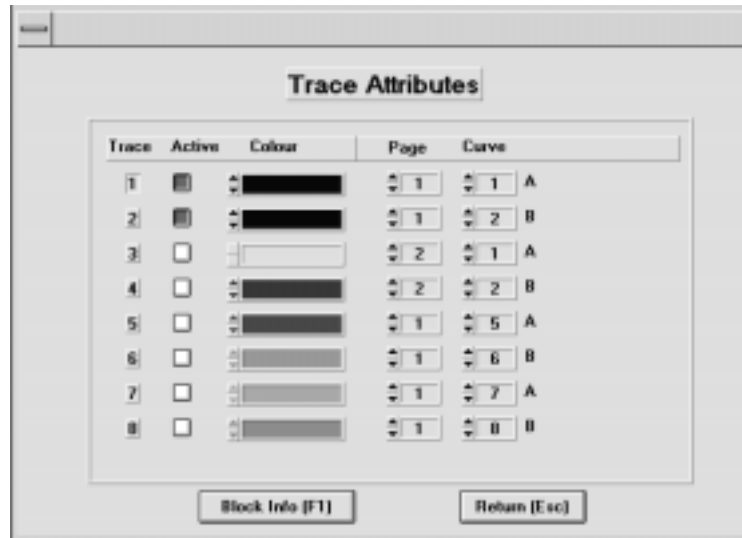 Trace Attributes
Trace Active Colour Page Curve
1 1 1 A
2 1 2 B
3 2 1 A
4 2 2 B
5 1 5 A
6 1 6 B
7 1 7 A
8 1 8 B
Block Info (F1) Return (Esc)